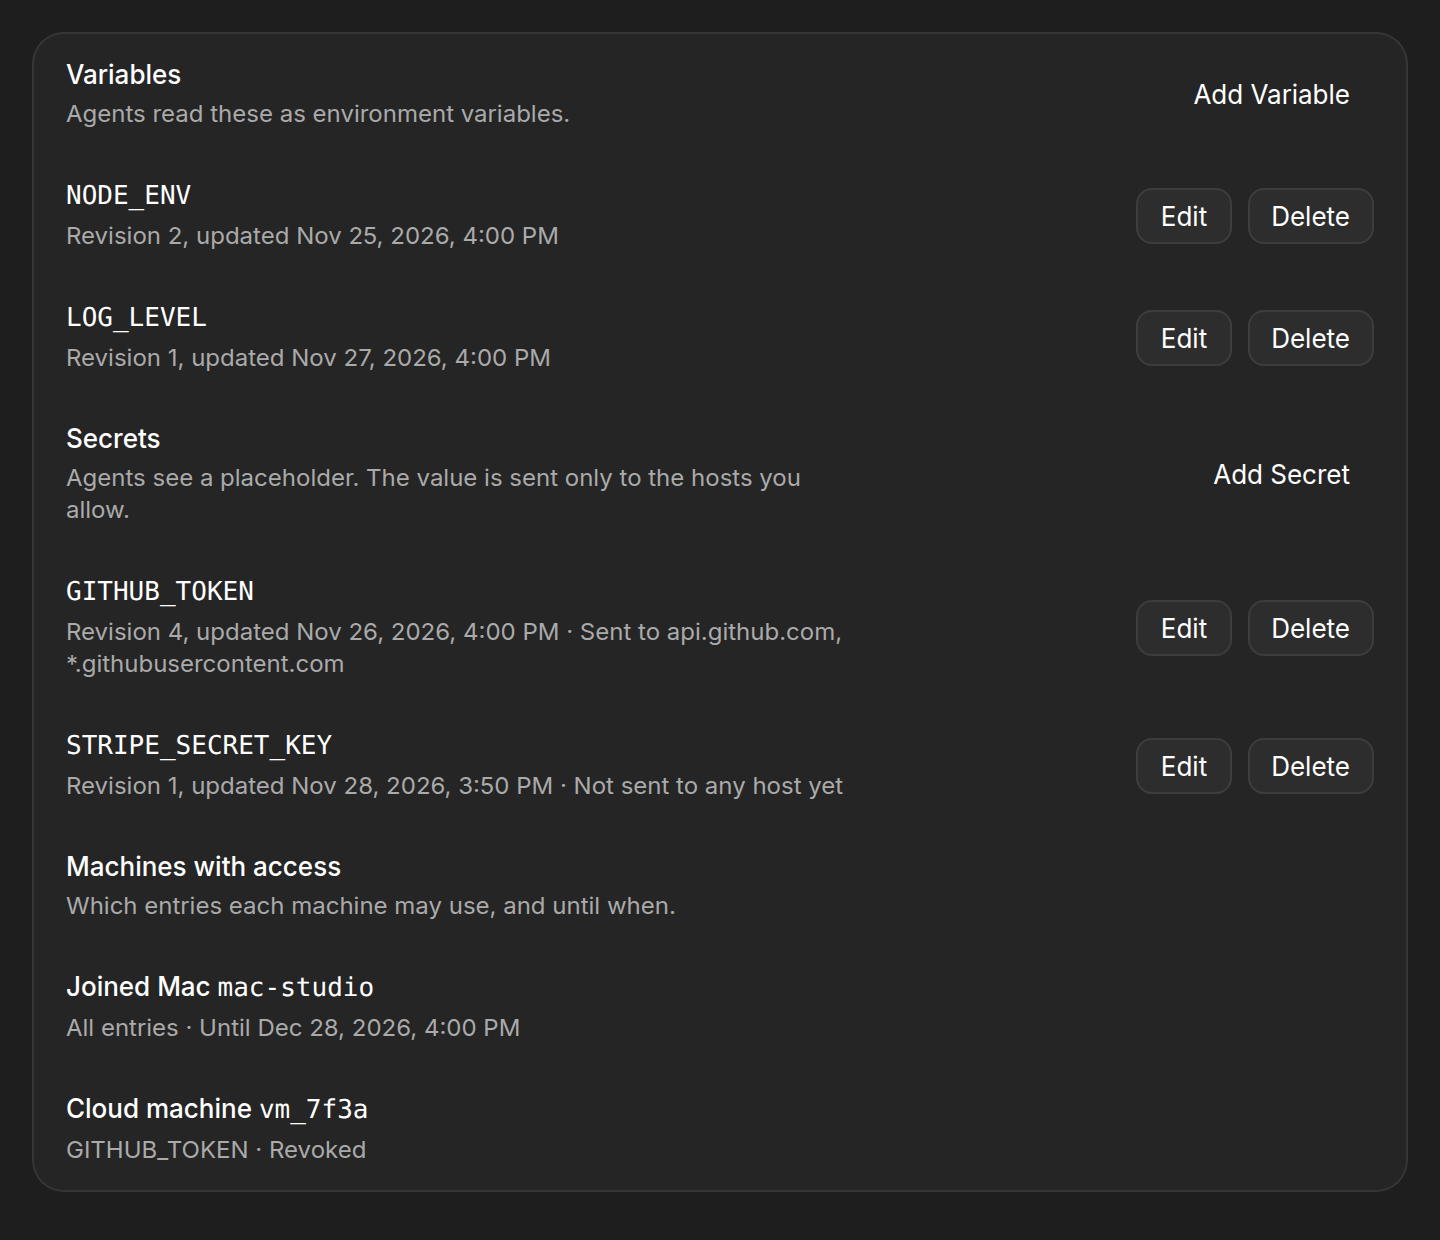 Variables
Add Variable
Agents read these as environment variables.
NODE_ENV
Edit Delete
Revision 2, updated Nov 25, 2026, 4:00 PM
LOG_LEVEL
Edit Delete
Revision 1, updated Nov 27, 2026, 4:00 PM
Secrets
Agents see a placeholder. The value is sent only to the hosts you
allow.
Add Secret
GITHUB_TOKEN
Revision 4, updated Nov 26, 2026, 4:00 PM · Sent to api.github.com,
*.githubusercontent.com
Edit Delete
STRIPE_SECRET_KEY
Edit Delete
Revision 1, updated Nov 28, 2026, 3:50 PM · Not sent to any host yet
Machines with access
Which entries each machine may use, and until when.
Joined Mac mac-studio
All entries · Until Dec 28, 2026, 4:00 PM
Cloud machine vm_7f3a
GITHUB_TOKEN · Revoked